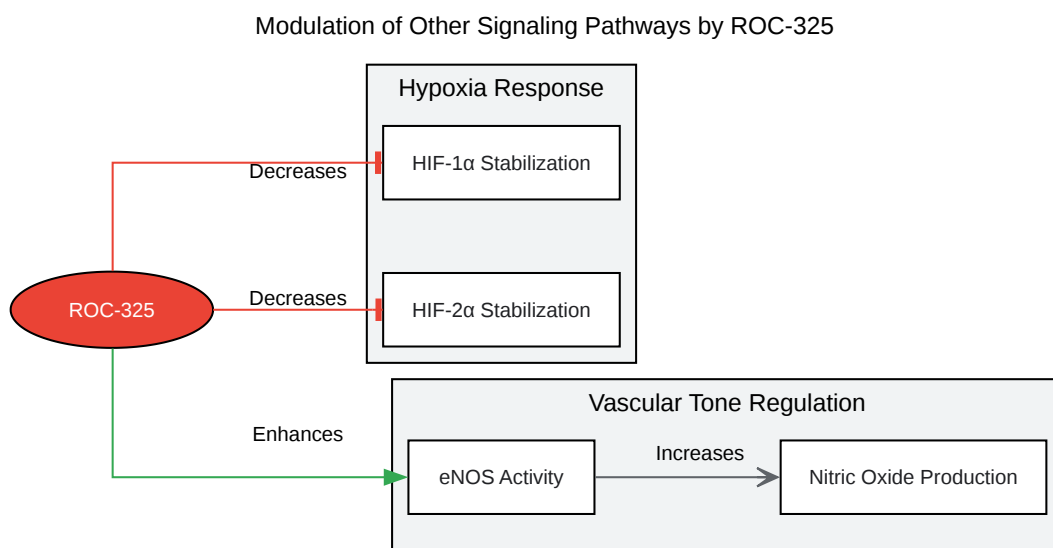 Modulation of Other Signaling Pathways by ROC-325
Hypoxia Response
HIF-1α Stabilization
Decreases
ROC-325
Decreases
HIF-2α Stabilization
Vascular Tone Regulation
Enhances
eNOS Activity
Increases
Nitric Oxide Production